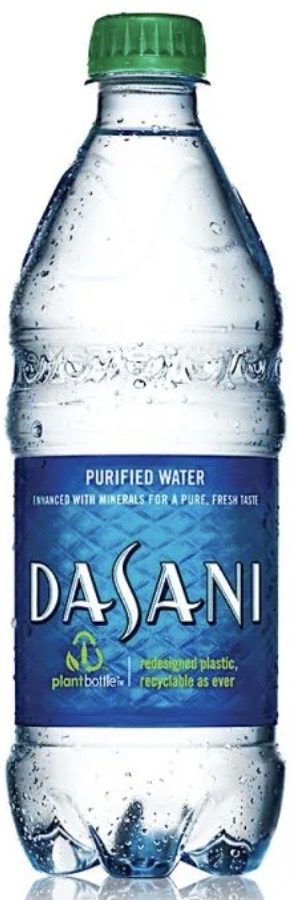 PURIFIED WATER
ENHANCED WITH MINERALS FOR A PURE, FRESH TASTE
DASANI
plantbottle™ | redesigned plastic,
recyclable as ever